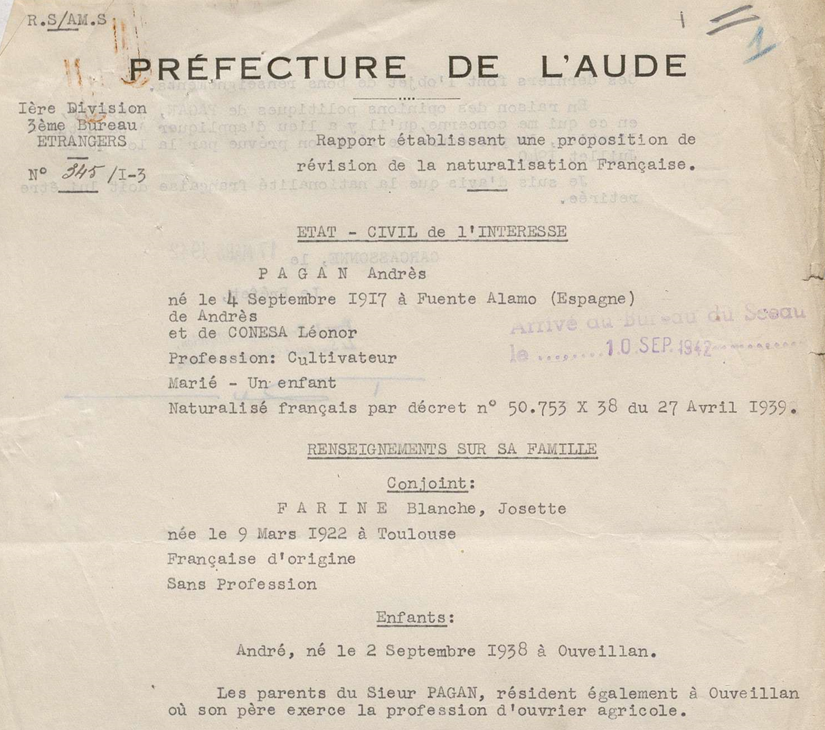 R.S/AM.S
1
PRÉFECTURE DE L'AUDE
Ière Division
3ème Bureau
ETRANGERS
N° 345/I-3
Rapport établissant une proposition de
révision de la naturalisation Française.
ETAT - CIVIL de l'INTERESSE
PAGAN Andrès
né le 4 Septembre 1917 à Fuente Alamo (Espagne)
de Andrès
et de CONESA Léonor
Arrivé au Bureau du Sceau
le ........10 SEP. 1942
Profession: Cultivateur
Marié - Un enfant
Naturalisé français par décret n° 50.753 X 38 du 27 Avril 1939.
RENSEIGNEMENTS SUR SA FAMILLE
Conjoint:
FARINE Blanche, Josette
née le 9 Mars 1922 à Toulouse
Française d'origine
Sans Profession
Enfants:
André, né le 2 Septembre 1938 à Ouveillan.
Les parents du Sieur PAGAN, résident également à Ouveillan
où son père exerce la profession d'ouvrier agricole.